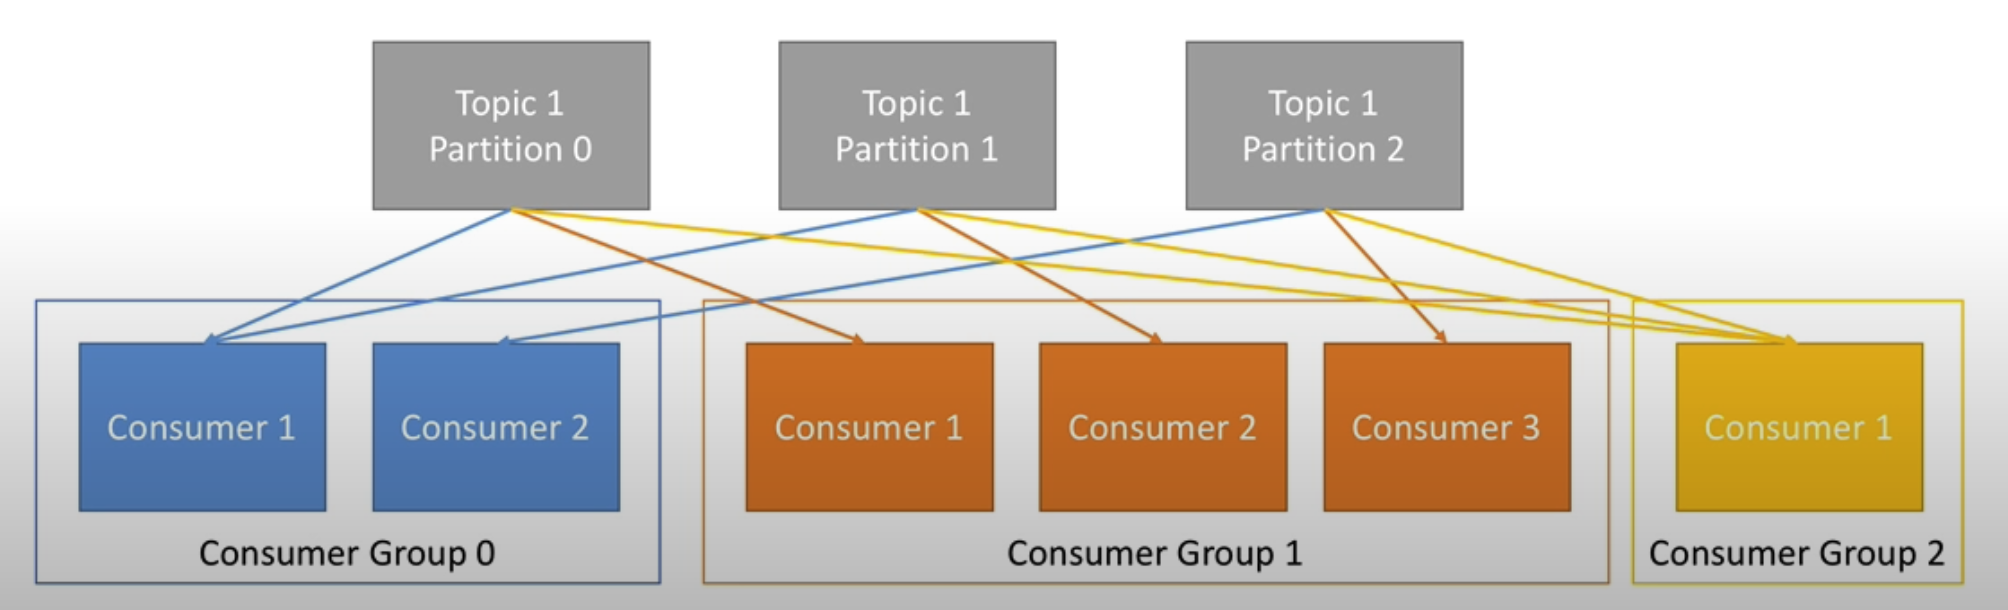 Topic 1
Partition 0
Topic 1
Partition 1
Topic 1
Partition 2
Consumer 1
Consumer 2
Consumer Group 0
Consumer 1
Consumer 2
Consumer 3
Consumer Group 1
Consumer 1
Consumer Group 2